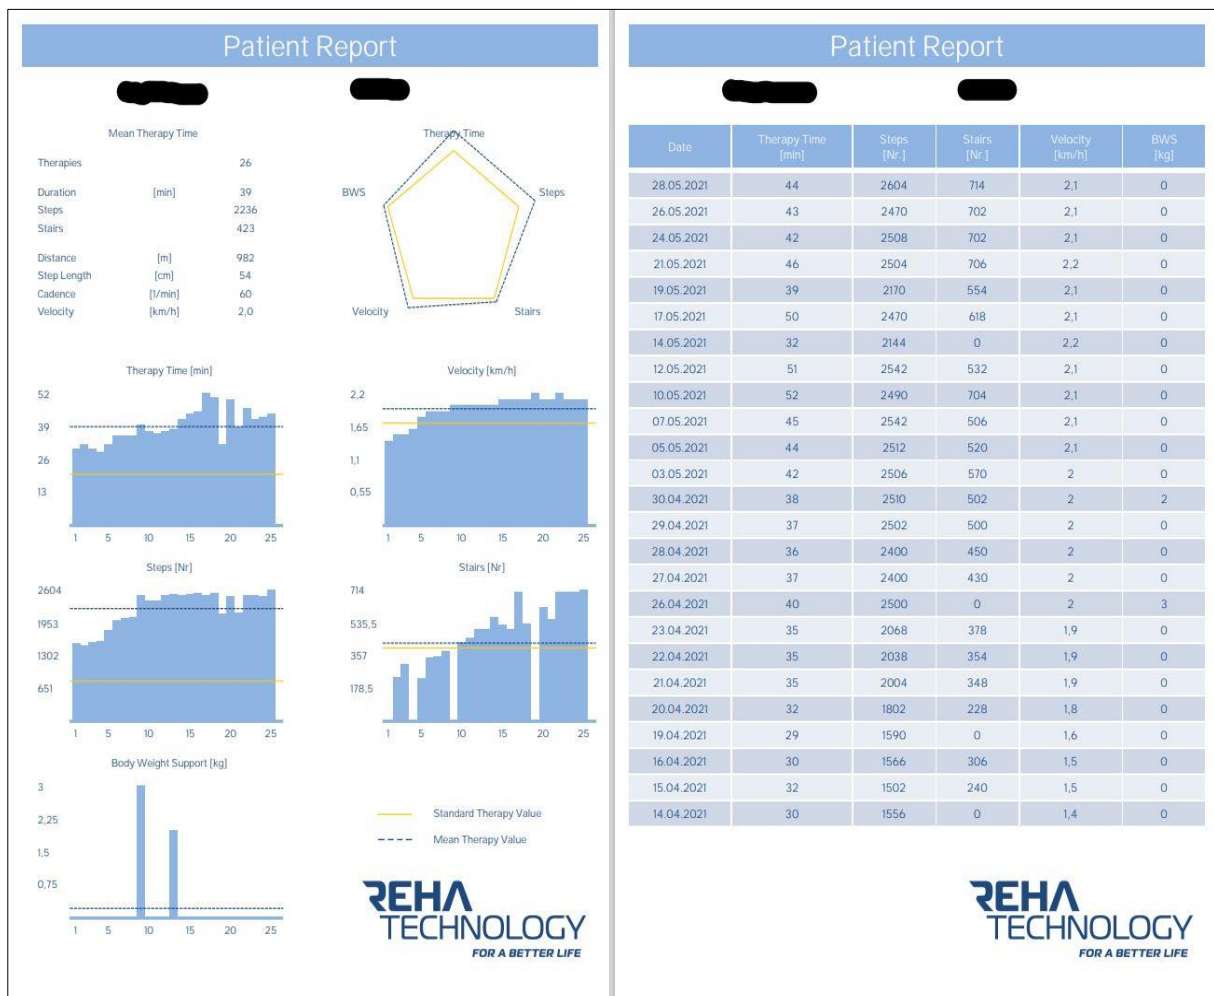 Patient Report
Mean Therapy Time
Therapies 26
Duration [min] 39
Steps 2236
Stairs 423
Distance [m] 982
Step Length [cm] 54
Cadence [1/min] 60
Velocity [km/h] 2,0
Therapy Time
BWS
Steps
Velocity
Stairs
Therapy Time [min]
52
39
26
13
1 5 10 15 20 25
Velocity [km/h]
2,2
1,65
1,1
0,55
1 5 10 15 20 25
Steps [Nr]
2604
1953
1302
651
1 5 10 15 20 25
Stairs [Nr]
714
535,5
357
178,5
1 5 10 15 20 25
Body Weight Support [kg]
3
2,25
1,5
0,75
1 5 10 15 20 25
Standard Therapy Value
Mean Therapy Value
REHA
TECHNOLOGY
FOR A BETTER LIFE
Patient Report
Date Therapy Time [min] Steps [Nr.] Stairs [Nr.] Velocity [km/h] BWS [kg]
28.05.2021 44 2604 714 2,1 0
26.05.2021 43 2470 702 2,1 0
24.05.2021 42 2508 702 2,1 0
21.05.2021 46 2504 706 2,2 0
19.05.2021 39 2170 554 2,1 0
17.05.2021 50 2470 618 2,1 0
14.05.2021 32 2144 0 2,2 0
12.05.2021 51 2542 532 2,1 0
10.05.2021 52 2490 704 2,1 0
07.05.2021 45 2542 506 2,1 0
05.05.2021 44 2512 520 2,1 0
03.05.2021 42 2506 570 2 0
30.04.2021 38 2510 502 2 2
29.04.2021 37 2502 500 2 0
28.04.2021 36 2400 450 2 0
27.04.2021 37 2400 430 2 0
26.04.2021 40 2500 0 2 3
23.04.2021 35 2068 378 1,9 0
22.04.2021 35 2038 354 1,9 0
21.04.2021 35 2004 348 1,9 0
20.04.2021 32 1802 228 1,8 0
19.04.2021 29 1590 0 1,6 0
16.04.2021 30 1566 306 1,5 0
15.04.2021 32 1502 240 1,5 0
14.04.2021 30 1556 0 1,4 0
REHA
TECHNOLOGY
FOR A BETTER LIFE